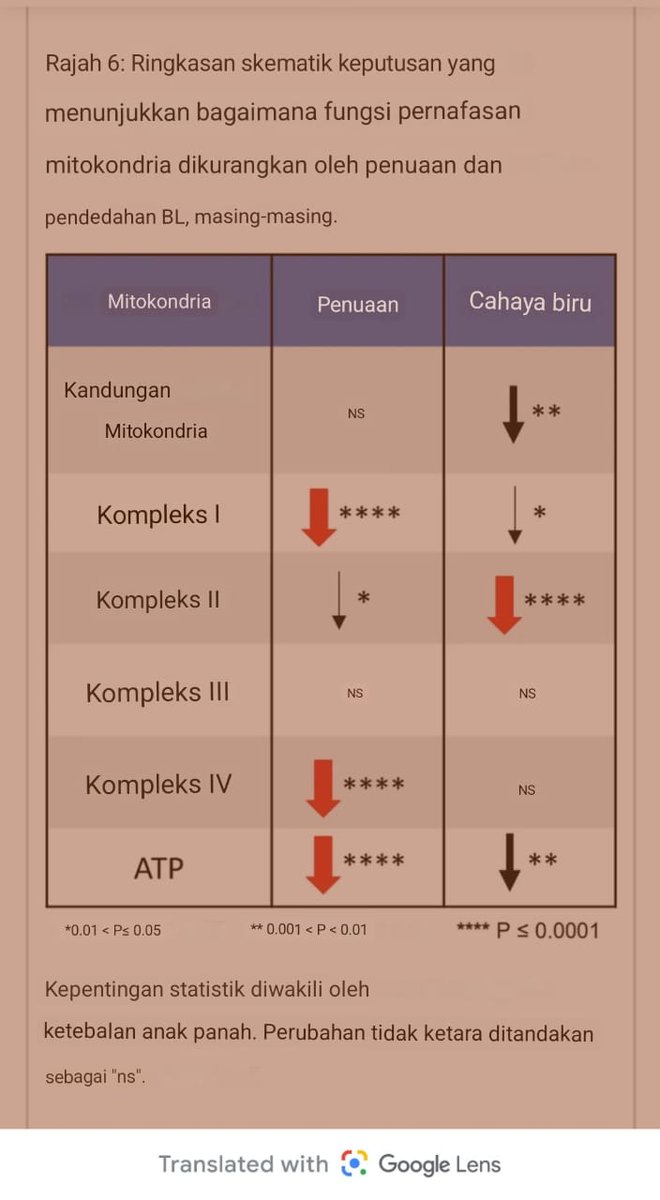 Rajah 6: Ringkasan skematik keputusan yang
menunjukkan bagaimana fungsi pernafasan
mitokondria dikurangkan oleh penuaan dan
pendedahan BL, masing-masing.
Mitokondria Penuaan Cahaya biru
Kandungan
Mitokondria NS **
Kompleks I **** *
Kompleks II * ****
Kompleks III NS NS
Kompleks IV **** NS
ATP **** **
*0.01 < P≤ 0.05 ** 0.001 < P < 0.01 **** P ≤ 0.0001
Kepentingan statistik diwakili oleh
ketebalan anak panah. Perubahan tidak ketara ditandakan
sebagai "ns".
Translated with Google Lens